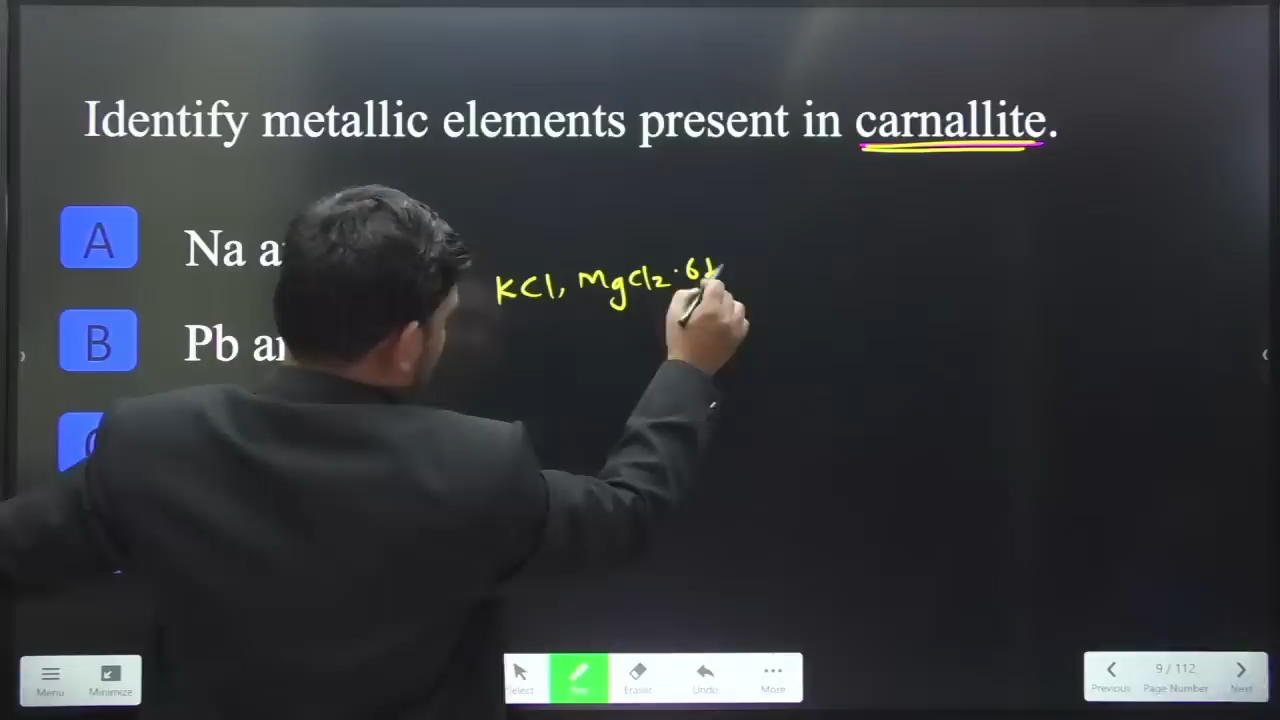 Identify metallic elements present in carnallite.
A Na
KCl, MgCl2·6
B Pb
Menu Minimize Select Eraser Undo More Previous 9 / 112 Page Number Next